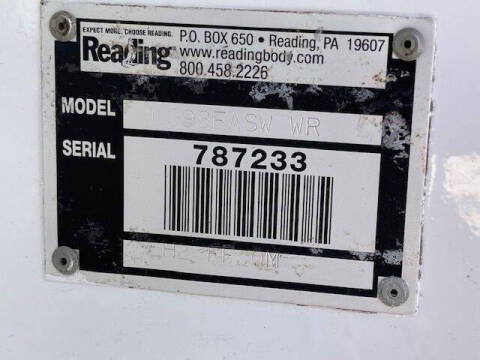 EXPECT MORE. CHOOSE READING.
Reading
P.O. BOX 650 • Reading, PA 19607
www.readingbody.com
800.458.2226
MODEL WR
SERIAL 787233